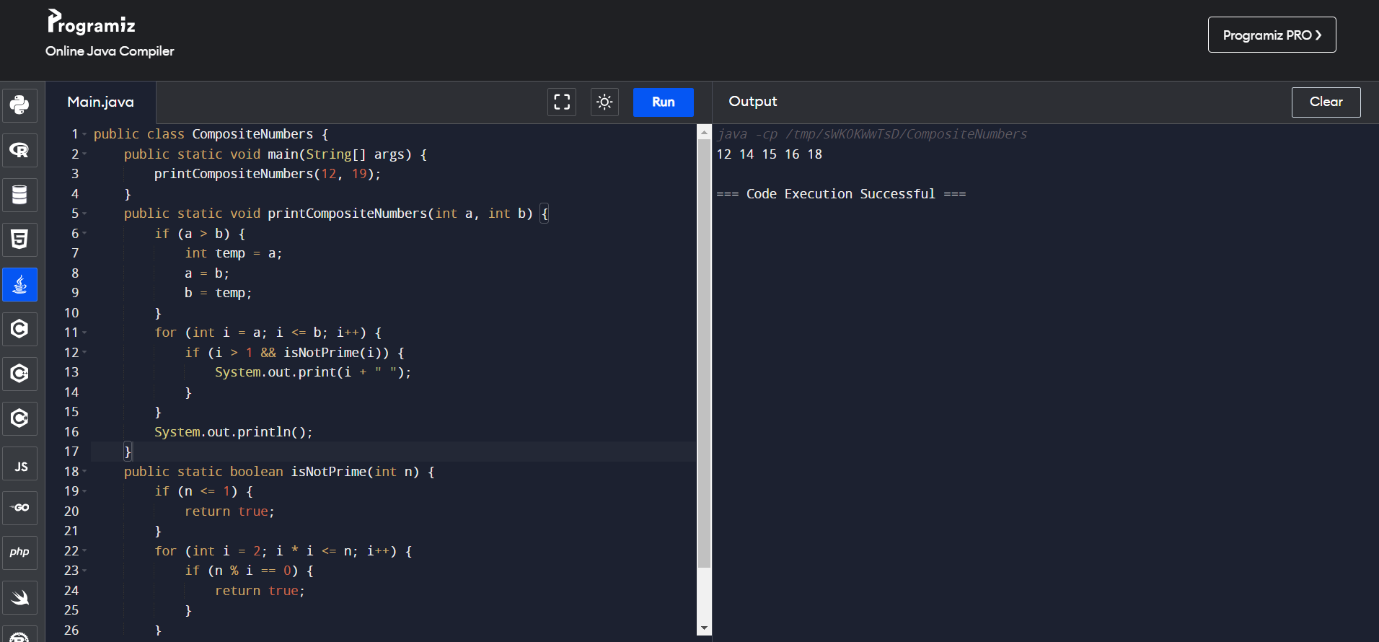 Programiz
Online Java Compiler
Programiz PRO ❯
Main.java
Run
Output
Clear
1 public class CompositeNumbers {
2     public static void main(String[] args) {
3         printCompositeNumbers(12, 19);
4     }
5     public static void printCompositeNumbers(int a, int b) {
6         if (a > b) {
7             int temp = a;
8             a = b;
9             b = temp;
10         }
11         for (int i = a; i <= b; i++) {
12             if (i > 1 && isNotPrime(i)) {
13                 System.out.print(i + " ");
14             }
15         }
16         System.out.println();
17     }
18     public static boolean isNotPrime(int n) {
19         if (n <= 1) {
20             return true;
21         }
22         for (int i = 2; i * i <= n; i++) {
23             if (n % i == 0) {
24                 return true;
25             }
26         }
java -cp /tmp/sWK0KWwTsD/CompositeNumbers
12 14 15 16 18
=== Code Execution Successful ===
R
5
C
C
C
JS
GO
php